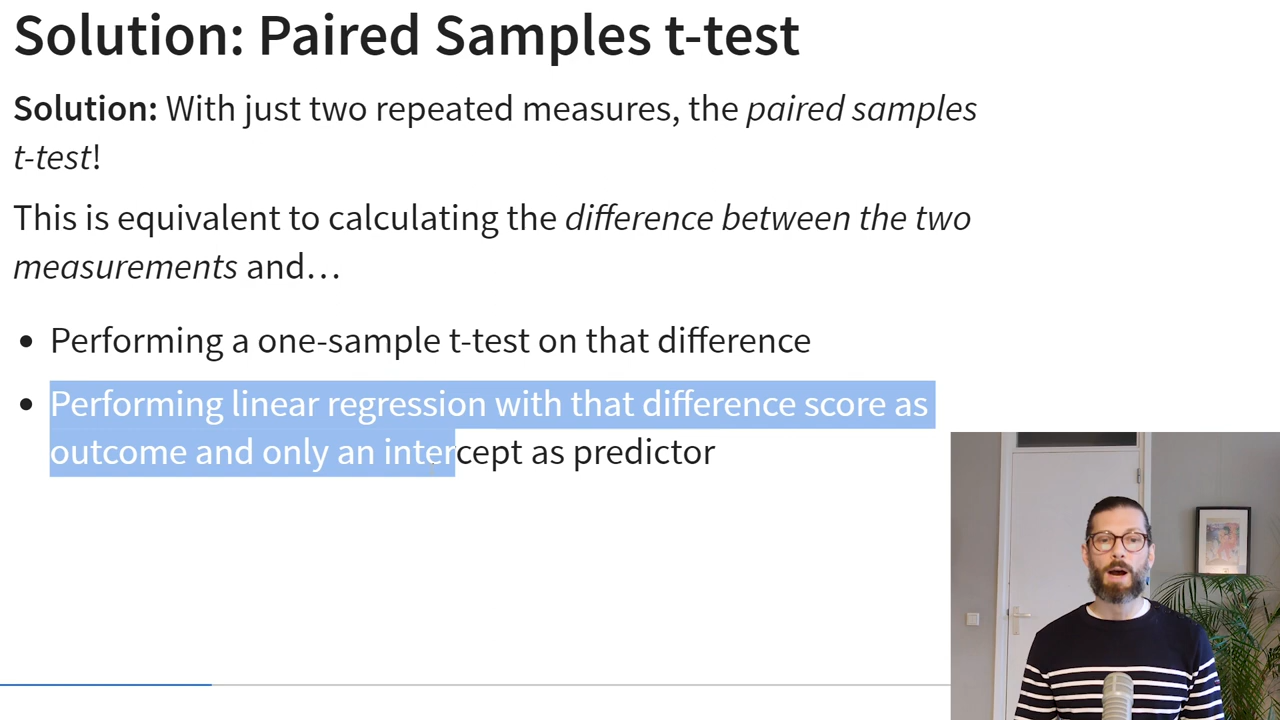 Solution: Paired Samples t-test
Solution: With just two repeated measures, the paired samples
t-test!
This is equivalent to calculating the difference between the two
measurements and…
• Performing a one-sample t-test on that difference
• Performing linear regression with that difference score as
outcome and only an intercept as predictor